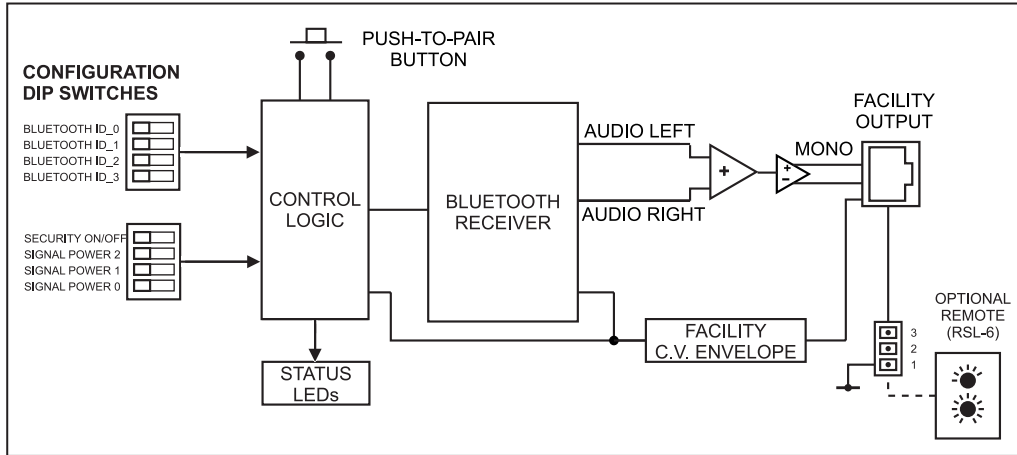 PUSH-TO-PAIR
BUTTON
CONFIGURATION
DIP SWITCHES
BLUETOOTH ID_0
BLUETOOTH ID_1
BLUETOOTH ID_2
BLUETOOTH ID_3
SECURITY ON/OFF
SIGNAL POWER 2
SIGNAL POWER 1
SIGNAL POWER 0
CONTROL
LOGIC
STATUS
LEDs
BLUETOOTH
RECEIVER
AUDIO LEFT
AUDIO RIGHT
+
+
-
MONO
FACILITY
OUTPUT
FACILITY
C.V. ENVELOPE
3
2
1
OPTIONAL
REMOTE
(RSL-6)